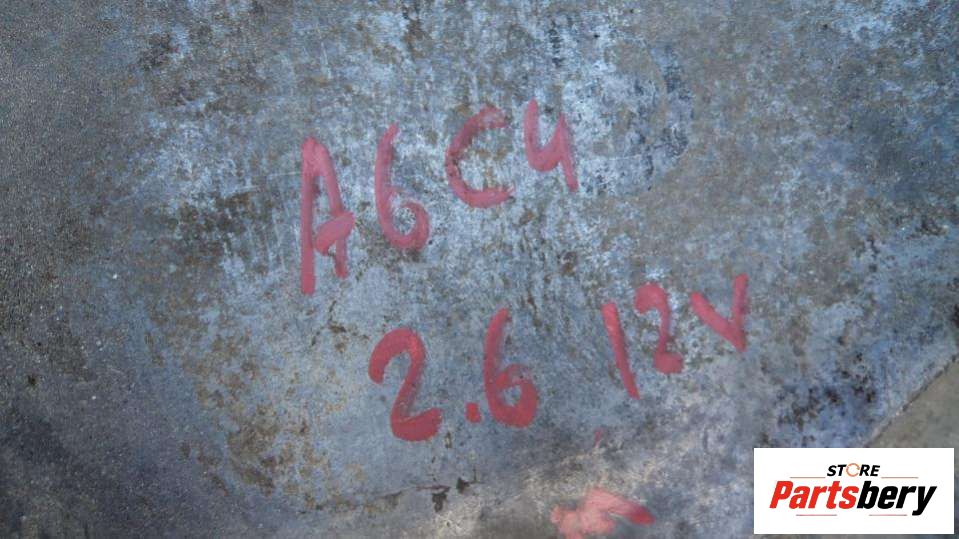 A6C4
2.6 12V
STORE
Partsbery